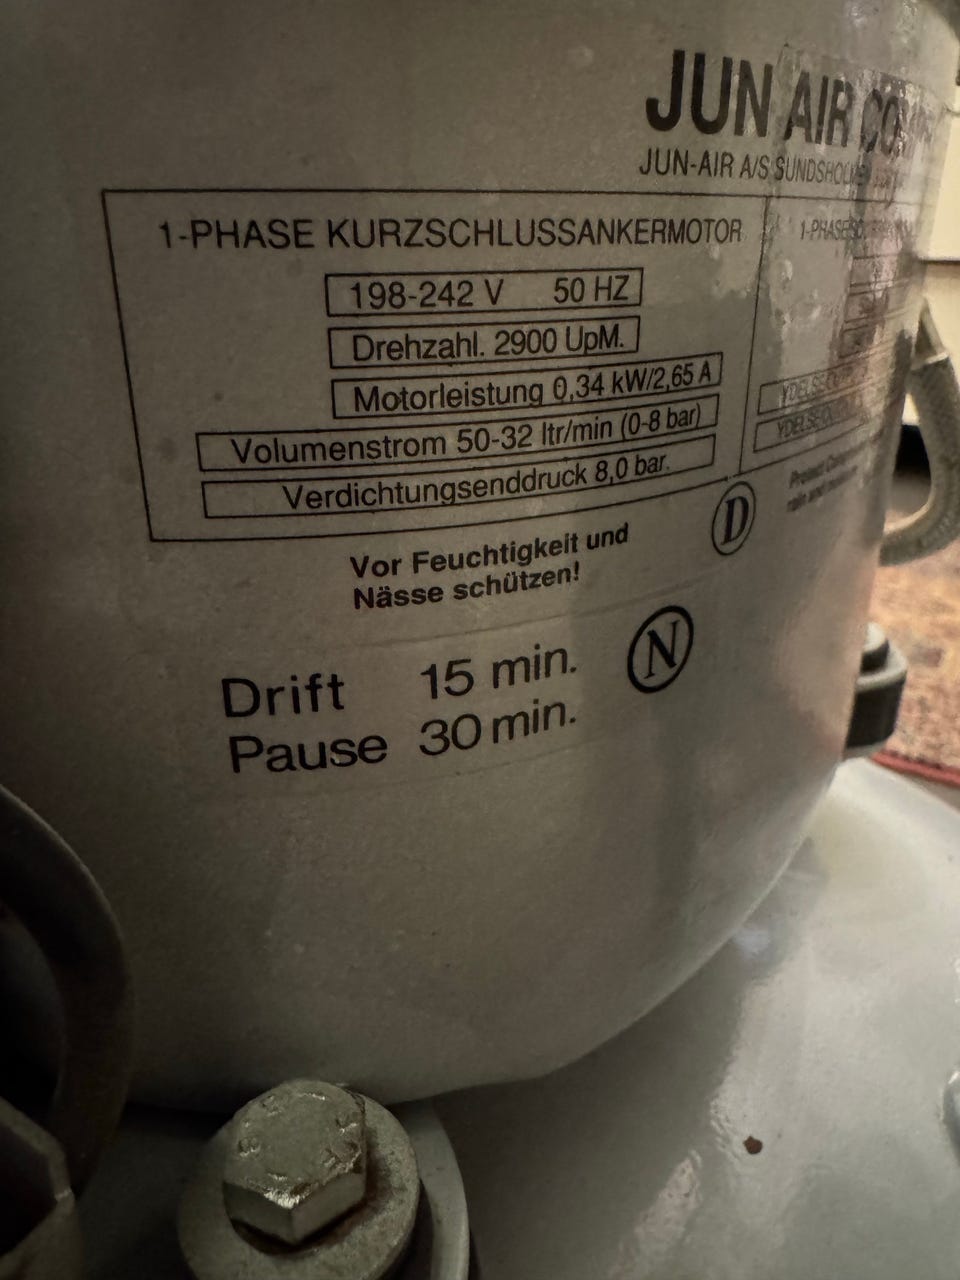 JUN AIR
JUN-AIR A/S
1-PHASE KURZSCHLUSSANKERMOTOR
198-242 V 50 HZ
Drehzahl. 2900 UpM.
Motorleistung 0,34 kW/2,65 A
Volumenstrom 50-32 ltr/min (0-8 bar)
Verdichtungsenddruck 8,0 bar.
Vor Feuchtigkeit und
Nässe schützen!
D
1-PHASE
Drift 15 min.
Pause 30 min.
N